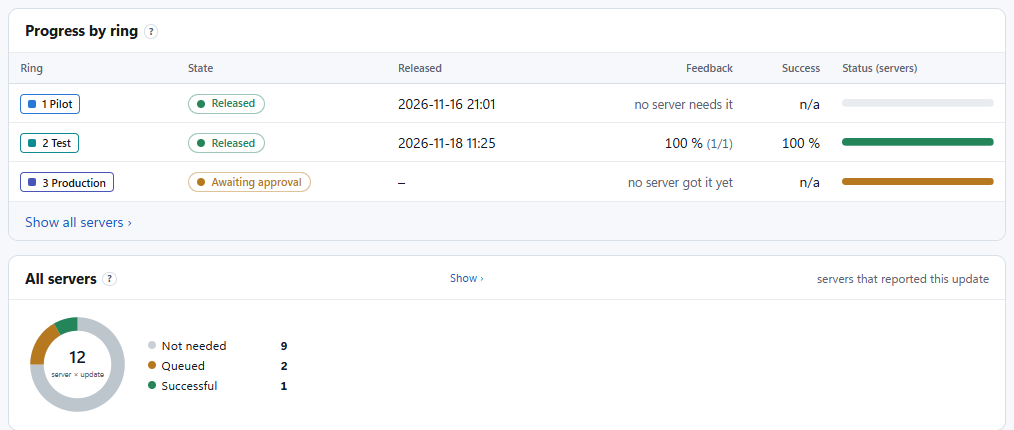 Progress by ring ?
Ring State Released Feedback Success Status (servers)
1 Pilot Released 2026-11-16 21:01 no server needs it n/a
2 Test Released 2026-11-18 11:25 100 % (1/1) 100 %
3 Production Awaiting approval – no server got it yet n/a
Show all servers ›
All servers ? Show › servers that reported this update
12
server × update
Not needed 9
Queued 2
Successful 1